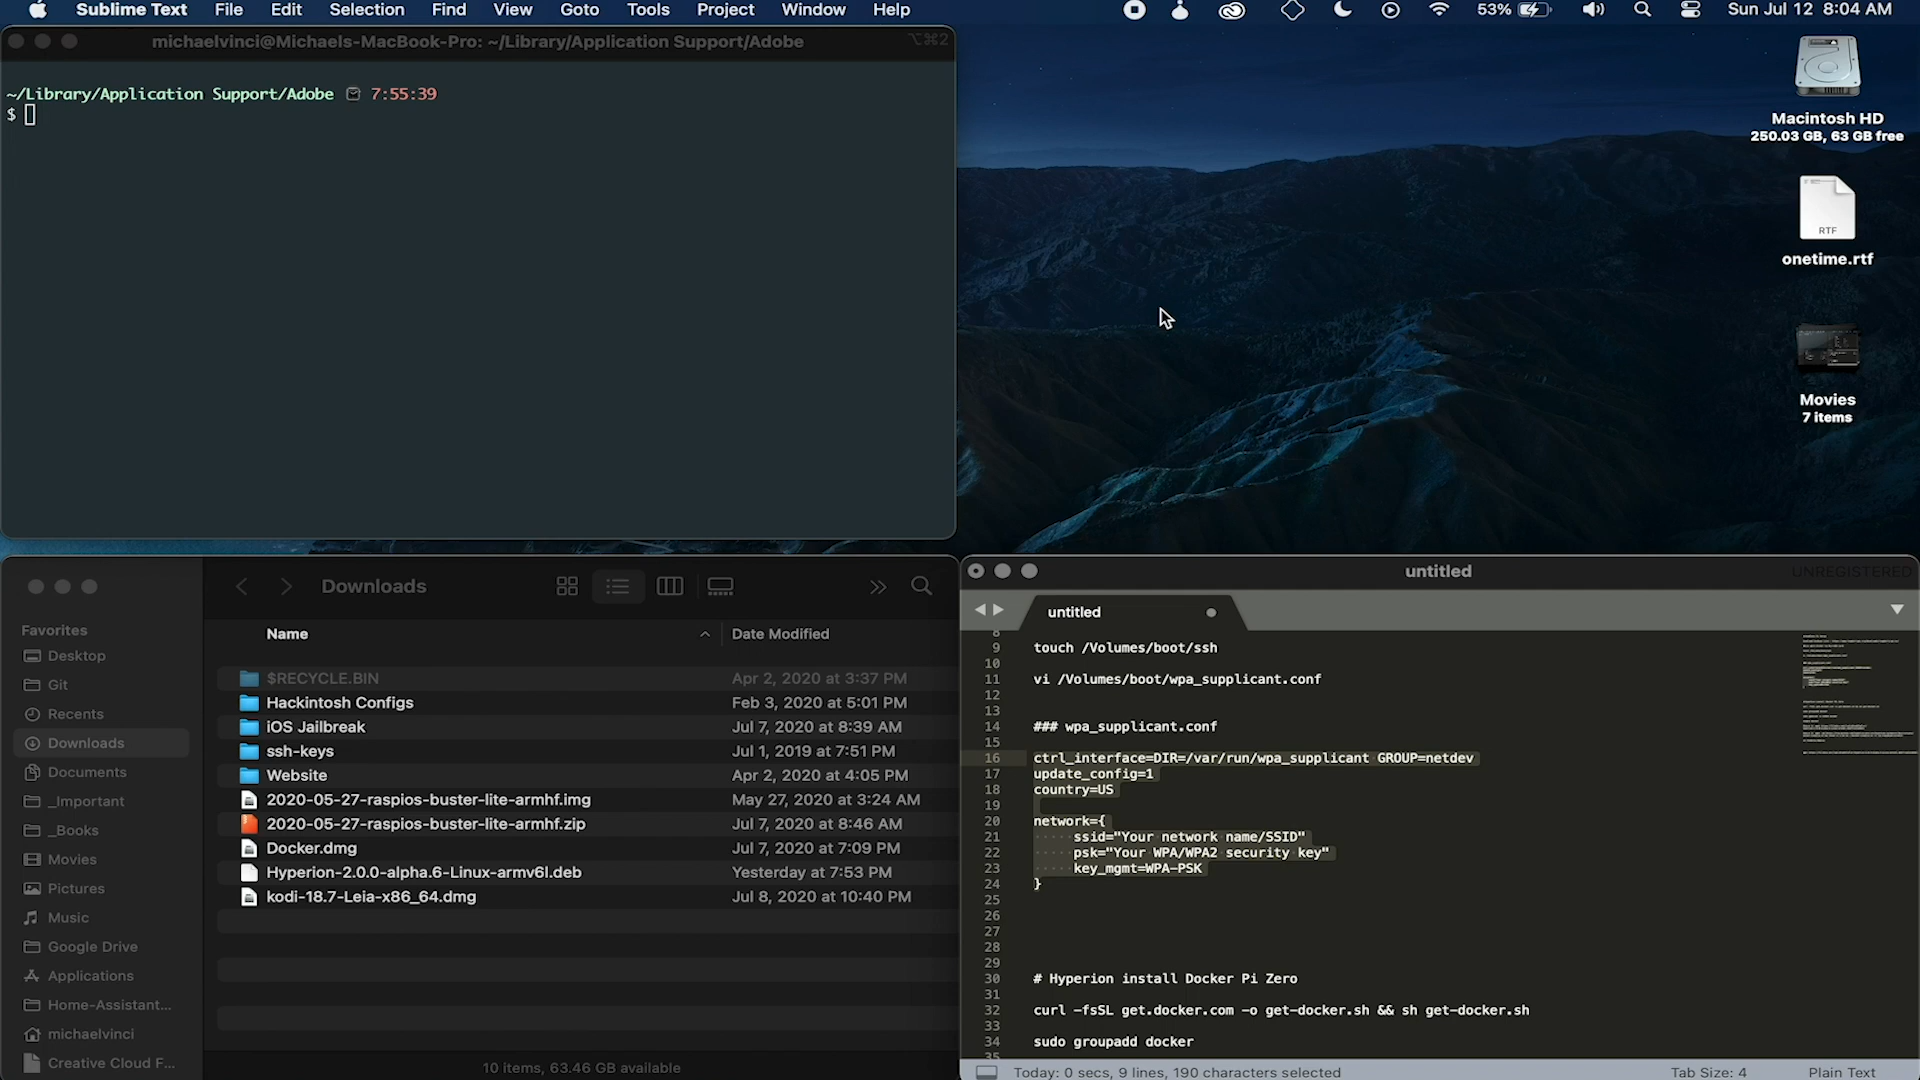 Sublime Text File Edit Selection Find View Goto Tools Project Window Help 53% Sun Jul 12 8:04 AM
michaelvinci@Michaels-MacBook-Pro: ~/Library/Application Support/Adobe ⌥⌘2
~/Library/Application Support/Adobe 7:55:39
$
Macintosh HD
250.03 GB, 63 GB free
RTF
onetime.rtf
Movies
7 items
Downloads
Favorites
Desktop
Git
Recents
Downloads
Documents
_Important
_Books
Movies
Pictures
Music
Google Drive
Applications
Home-Assistant...
michaelvinci
Creative Cloud F...
Name Date Modified
$RECYCLE.BIN Apr 2, 2020 at 3:37 PM
Hackintosh Configs Feb 3, 2020 at 5:01 PM
iOS Jailbreak Jul 7, 2020 at 8:39 AM
ssh-keys Jul 1, 2019 at 7:51 PM
Website Apr 2, 2020 at 4:05 PM
2020-05-27-raspios-buster-lite-armhf.img May 27, 2020 at 3:24 AM
2020-05-27-raspios-buster-lite-armhf.zip Jul 7, 2020 at 8:46 AM
Docker.dmg Jul 7, 2020 at 7:09 PM
Hyperion-2.0.0-alpha.6-Linux-armv6l.deb Yesterday at 7:53 PM
kodi-18.7-Leia-x86_64.dmg Jul 8, 2020 at 10:40 PM
10 items, 63.46 GB available
untitled UNREGISTERED
untitled
8
9 touch /Volumes/boot/ssh
10
11 vi /Volumes/boot/wpa_supplicant.conf
12
13
14 ### wpa_supplicant.conf
15
16 ctrl_interface=DIR=/var/run/wpa_supplicant GROUP=netdev
17 update_config=1
18 country=US
19
20 network={
21 ssid="Your network name/SSID"
22 psk="Your WPA/WPA2 security key"
23 key_mgmt=WPA-PSK
24 }
25
26
27
28
29
30 # Hyperion install Docker Pi Zero
31
32 curl -fsSL get.docker.com -o get-docker.sh && sh get-docker.sh
33
34 sudo groupadd docker
35
Today: 0 secs, 9 lines, 190 characters selected Tab Size: 4 Plain Text